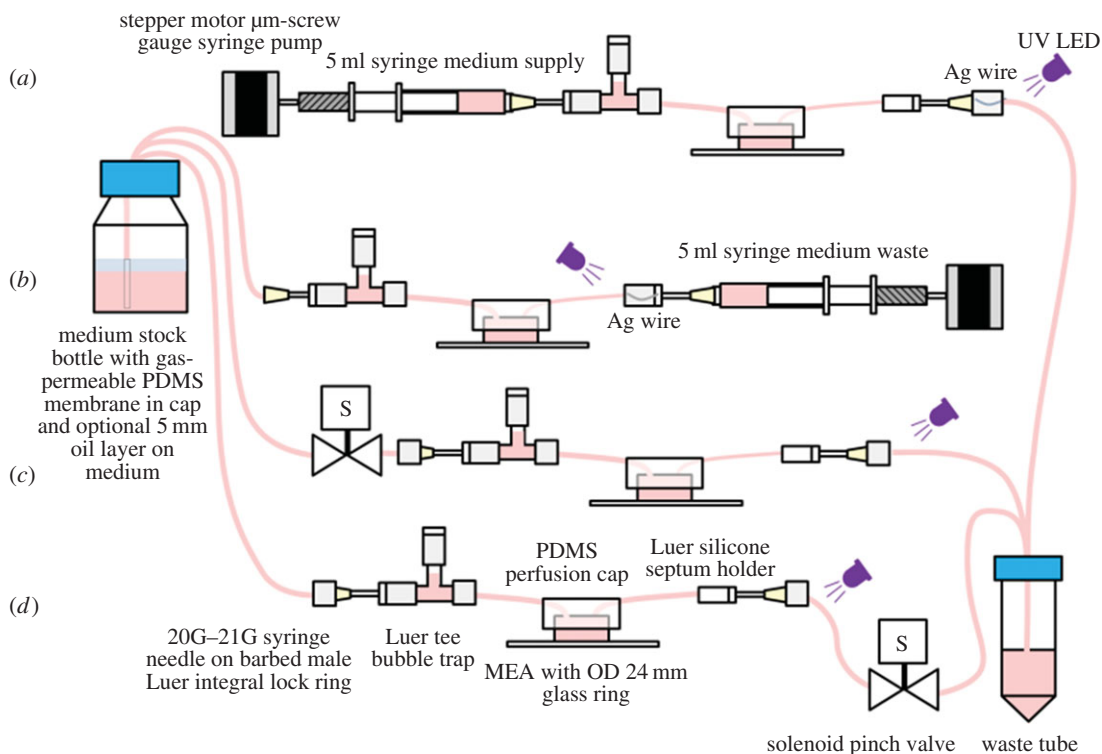 stepper motor µm-screw
gauge syringe pump
5 ml syringe medium supply
UV LED
Ag wire
(a)
(b)
5 ml syringe medium waste
Ag wire
medium stock
bottle with gas-
permeable PDMS
membrane in cap
and optional 5 mm
oil layer on
medium
S
(c)
PDMS
perfusion cap
Luer silicone
septum holder
(d)
20G–21G syringe
needle on barbed male
Luer integral lock ring
Luer tee
bubble trap
MEA with OD 24 mm
glass ring
S
solenoid pinch valve
waste tube